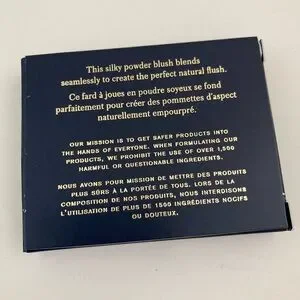 This silky powder blush blends
seamlessly to create the perfect natural flush.
Ce fard à joues en poudre soyeux se fond
parfaitement pour créer des pommettes d'aspect
naturellement empourpré.
OUR MISSION IS TO GET SAFER PRODUCTS INTO
THE HANDS OF EVERYONE. WHEN FORMULATING OUR
PRODUCTS, WE PROHIBIT THE USE OF OVER 1,500
HARMFUL OR QUESTIONABLE INGREDIENTS.
NOUS AVONS POUR MISSION DE METTRE DES PRODUITS
PLUS SÛRS À LA PORTÉE DE TOUS. LORS DE LA
COMPOSITION DE NOS PRODUITS, NOUS INTERDISONS
L'UTILISATION DE PLUS DE 1500 INGRÉDIENTS NOCIFS
OU DOUTEUX.